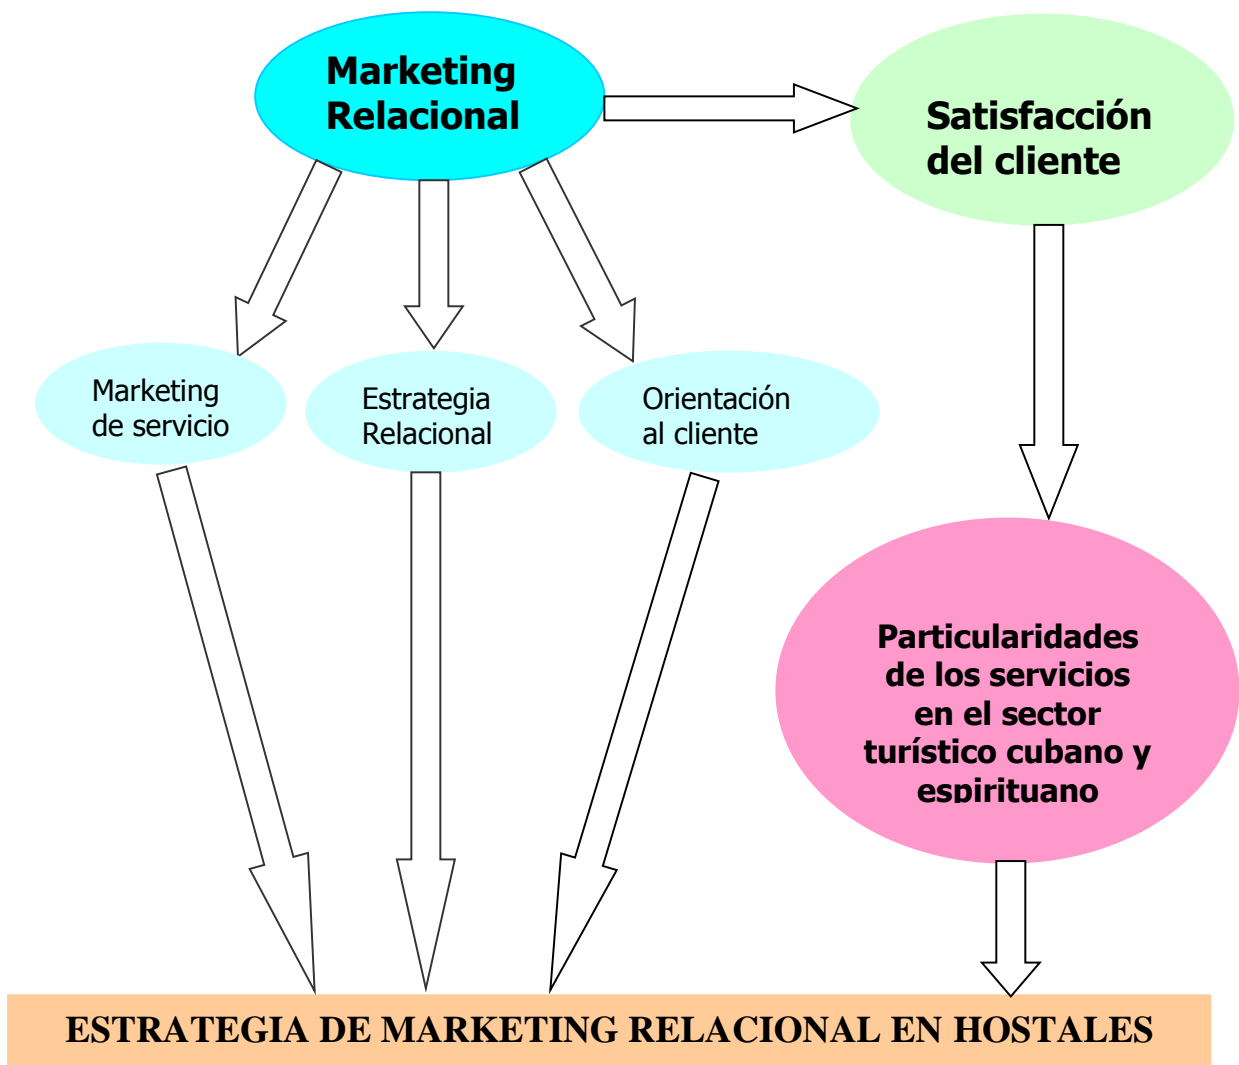 Marketing
Relacional
Satisfacción
del cliente
Marketing
de servicio
Estrategia
Relacional
Orientación
al cliente
Particularidades
de los servicios
en el sector
turístico cubano y
espirituano
ESTRATEGIA DE MARKETING RELACIONAL EN HOSTALES